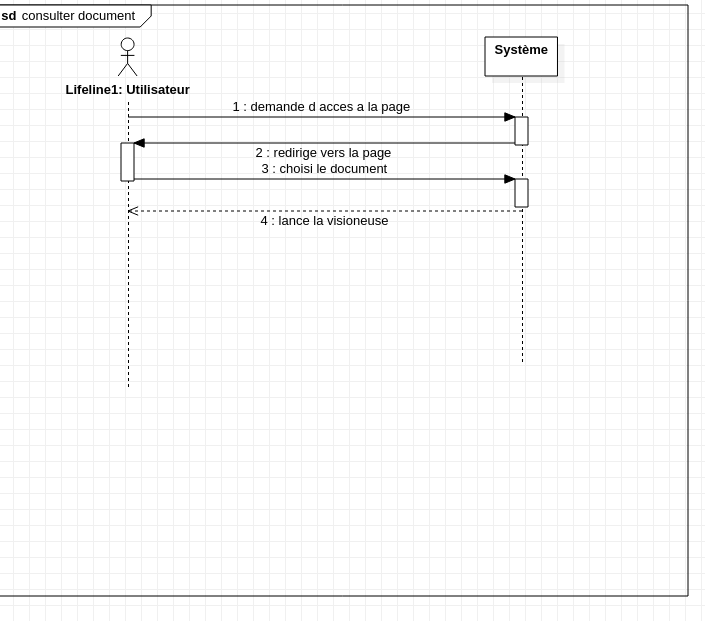 sd consulter document
Système
Lifeline1: Utilisateur
1 : demande d acces a la page
2 : redirige vers la page
3 : choisi le document
4 : lance la visioneuse